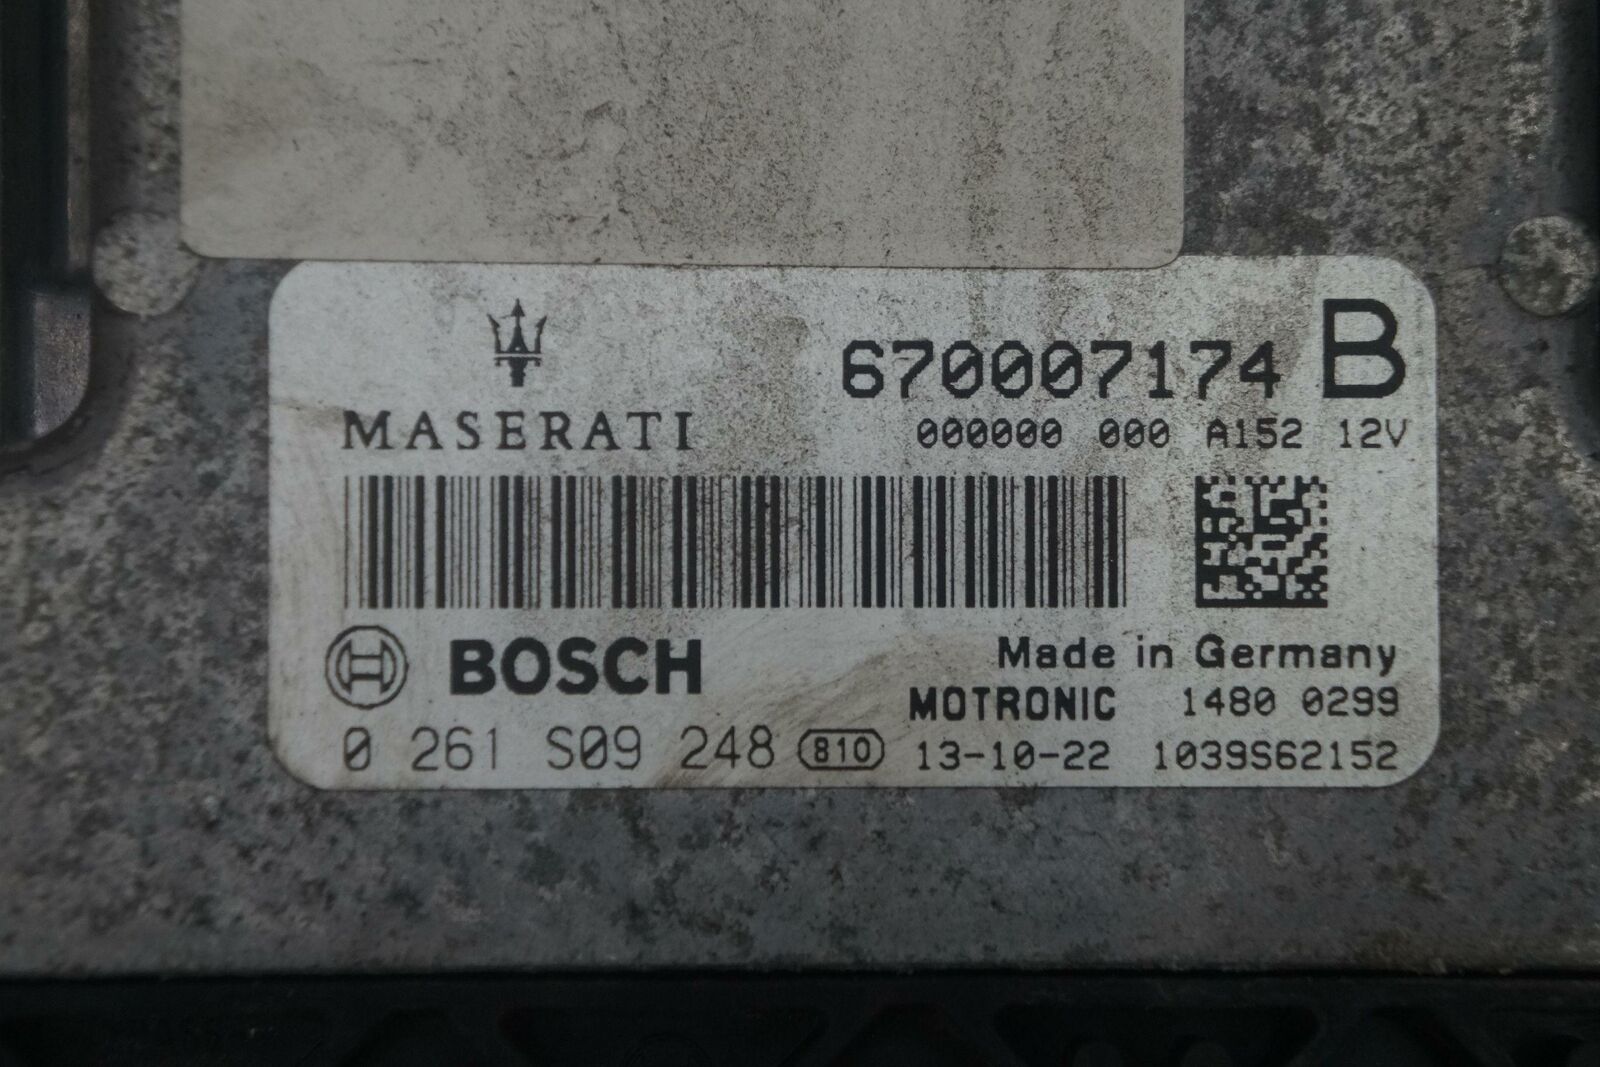 670007174 B
MASERATI
000000 000 A152 12V
BOSCH
Made in Germany
MOTRONIC 1480 0299
0 261 S09 248 810 13-10-22 1039S62152